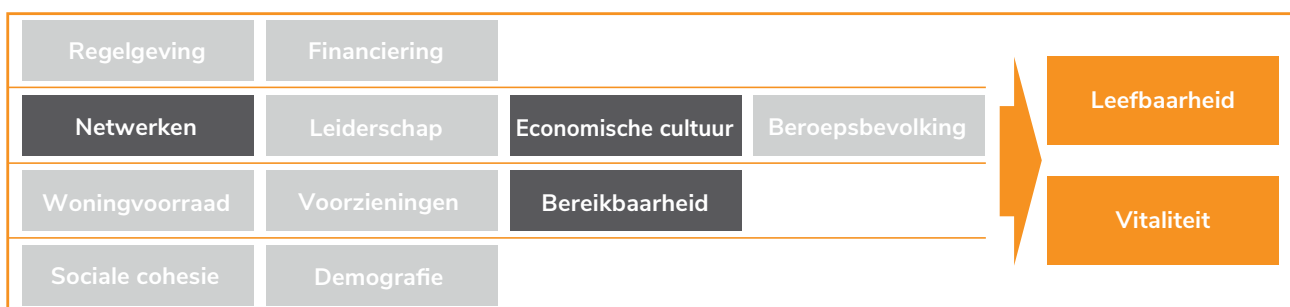 Regelgeving
Financiering
Netwerken
Leiderschap
Economische cultuur
Beroepsbevolking
Woningvoorraad
Voorzieningen
Bereikbaarheid
Sociale cohesie
Demografie
Leefbaarheid
Vitaliteit